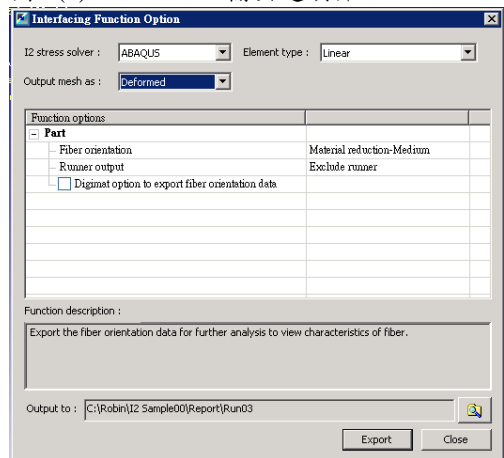 Interfacing Function Option
I2 stress solver : ABAQUS Element type : Linear
Output mesh as : Deformed
Function options
Part
Fiber orientation Material reduction-Medium
Runner output Exclude runner
Digimat option to export fiber orientation data
Function description :
Export the fiber orientation data for further analysis to view characteristics of fiber.
Output to : C:\Robin\I2 Sample00\Report\Run03
Export Close